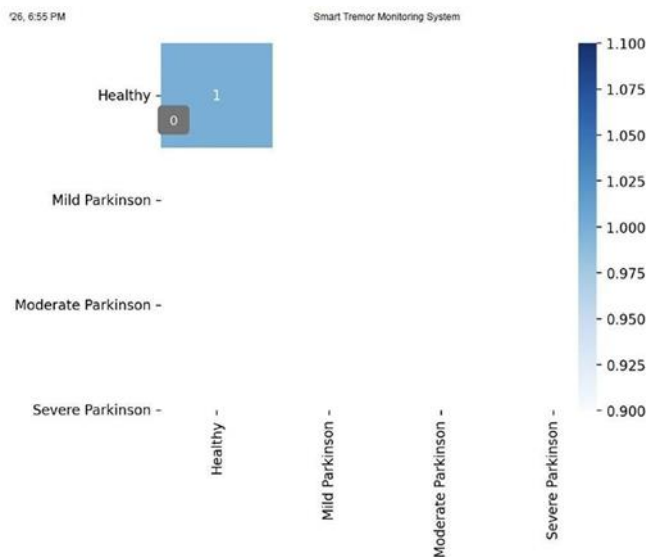 '26, 6:55 PM
Smart Tremor Monitoring System
1.100
Healthy
1
0
1.075
1.050
Mild Parkinson
1.025
1.000
0.975
Moderate Parkinson
0.950
0.925
Severe Parkinson
0.900
Healthy
Mild Parkinson
Moderate Parkinson
Severe Parkinson